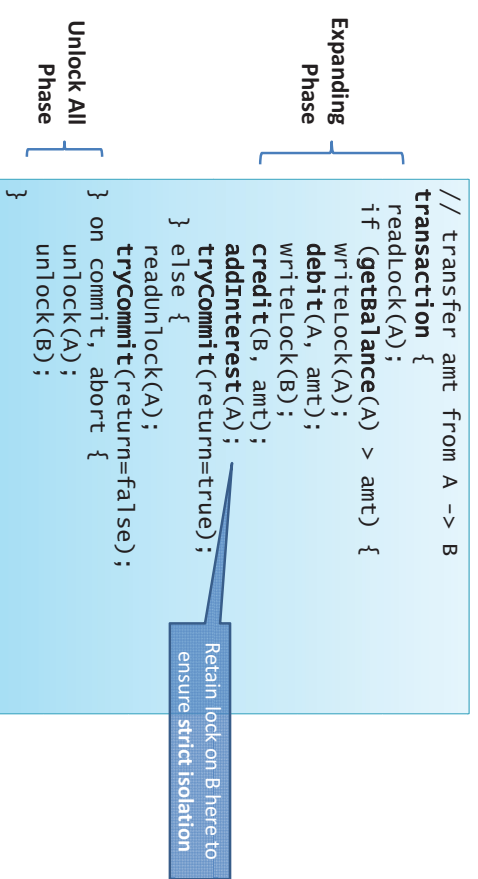 // transfer amt from A -> B
transaction {
readLock(A);
if (getBalance(A) > amt) {
writeLock(A);
debit(A, amt);
writeLock(B);
credit(B, amt);
addInterest(A);
tryCommit(return=true);
} else {
readUnlock(A);
tryCommit(return=false);
} on commit, abort {
unlock(A);
unlock(B);
}
Expanding
Phase
Unlock All
Phase
Retain lock on B here to
ensure strict isolation